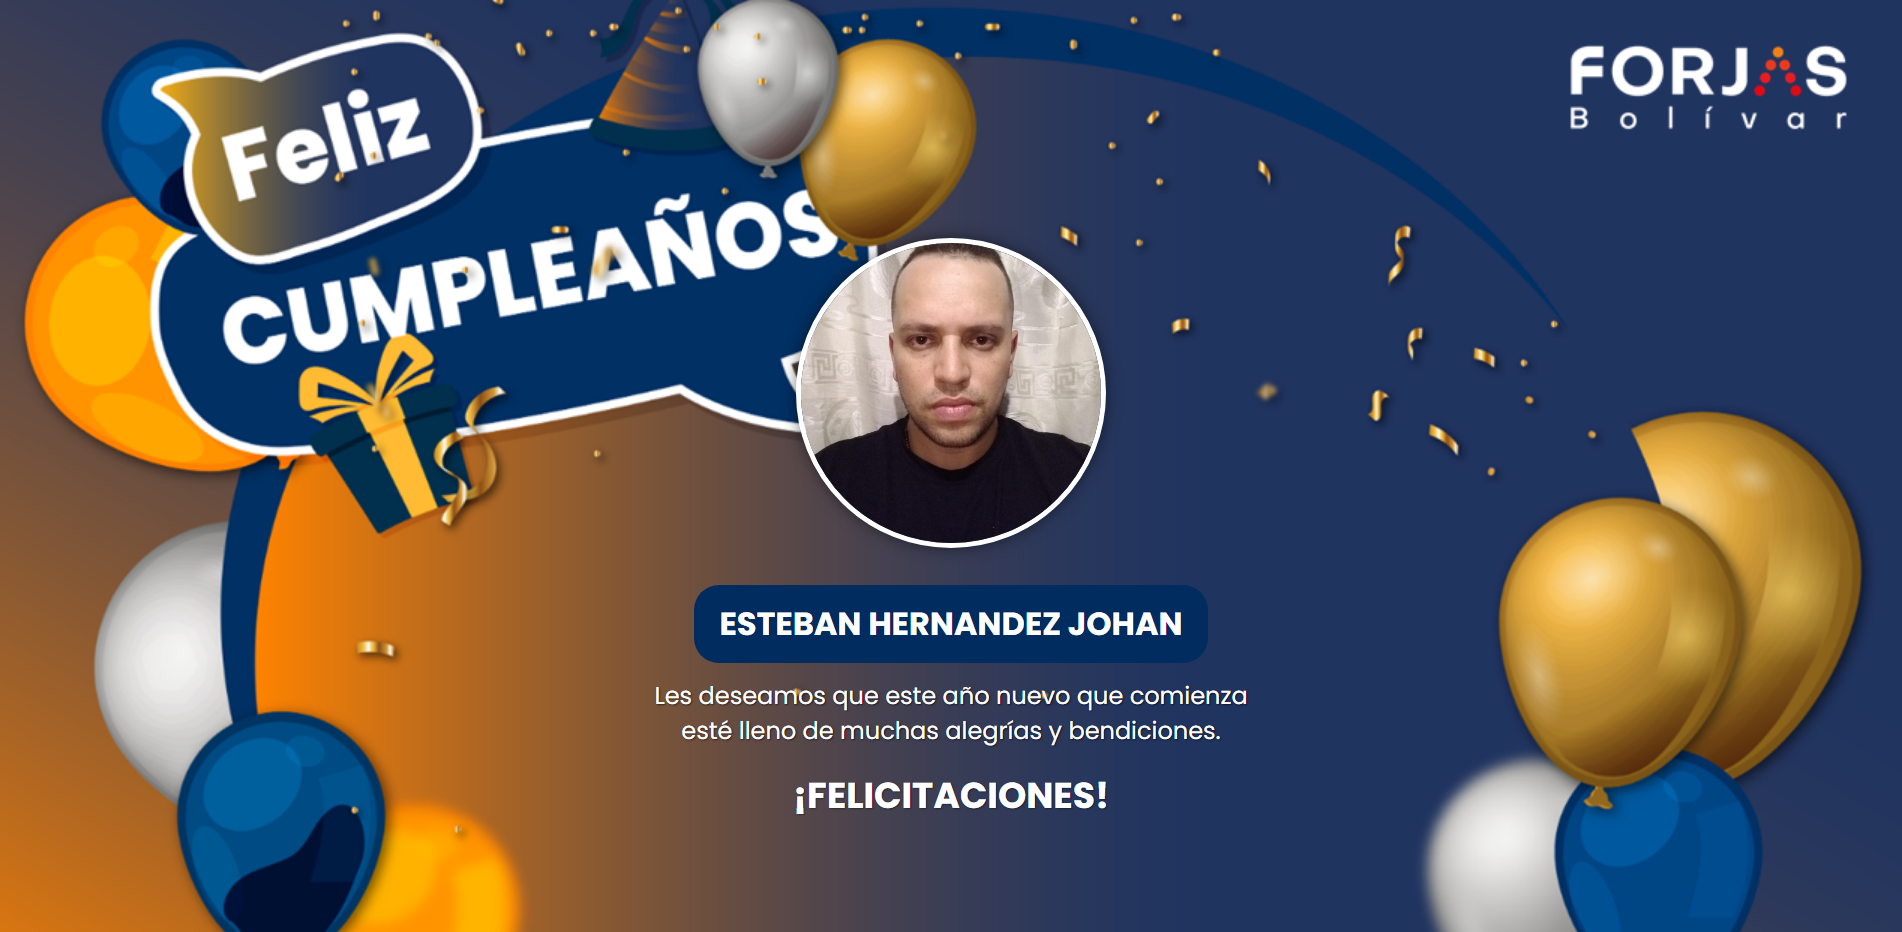 Feliz
CUMPLEAÑOS
FORJAS
Bolívar
ESTEBAN HERNANDEZ JOHAN
Les deseamos que este año nuevo que comienza
esté lleno de muchas alegrías y bendiciones.
¡FELICITACIONES!